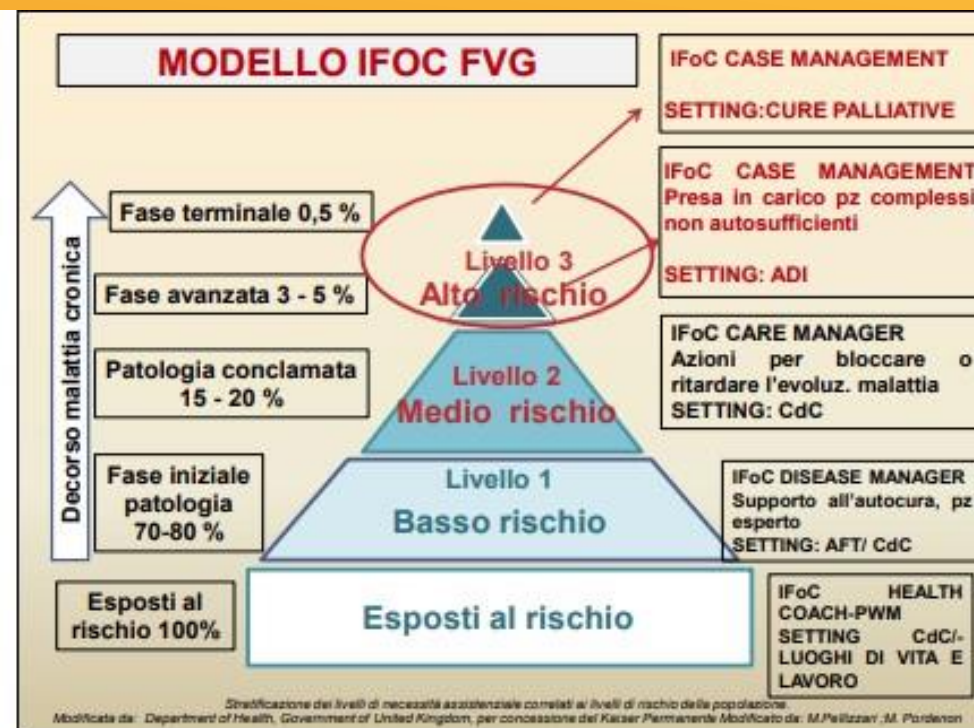 MODELLO IFOC FVG
IFoC CASE MANAGEMENT
SETTING:CURE PALLIATIVE
IFoC CASE MANAGEMENT
Presa in carico pz complessi
non autosufficienti
SETTING: ADI
IFoC CARE MANAGER
Azioni per bloccare o
ritardare l'evoluz. malattia
SETTING: CdC
IFoC DISEASE MANAGER
Supporto all'autocura, pz
esperto
SETTING: AFT/ CdC
IFoC HEALTH
COACH-PWM
SETTING CdC/-
LUOGHI DI VITA E
LAVORO
Decorso malattia cronica
Fase terminale 0,5 %
Fase avanzata 3 - 5 %
Patologia conclamata
15 - 20 %
Fase iniziale
patologia
70-80 %
Esposti al
rischio 100%
Livello 3
Alto rischio
Livello 2
Medio rischio
Livello 1
Basso rischio
Esposti al rischio
Stratificazione dei livelli di necessità assistenziale correlati ai livelli di rischio della popolazione.
Modificata da: Department of Health, Government of United Kingdom, per concessione del Kaiser Permanente Modificato da: M.Pellizzari ;M. Pordenon